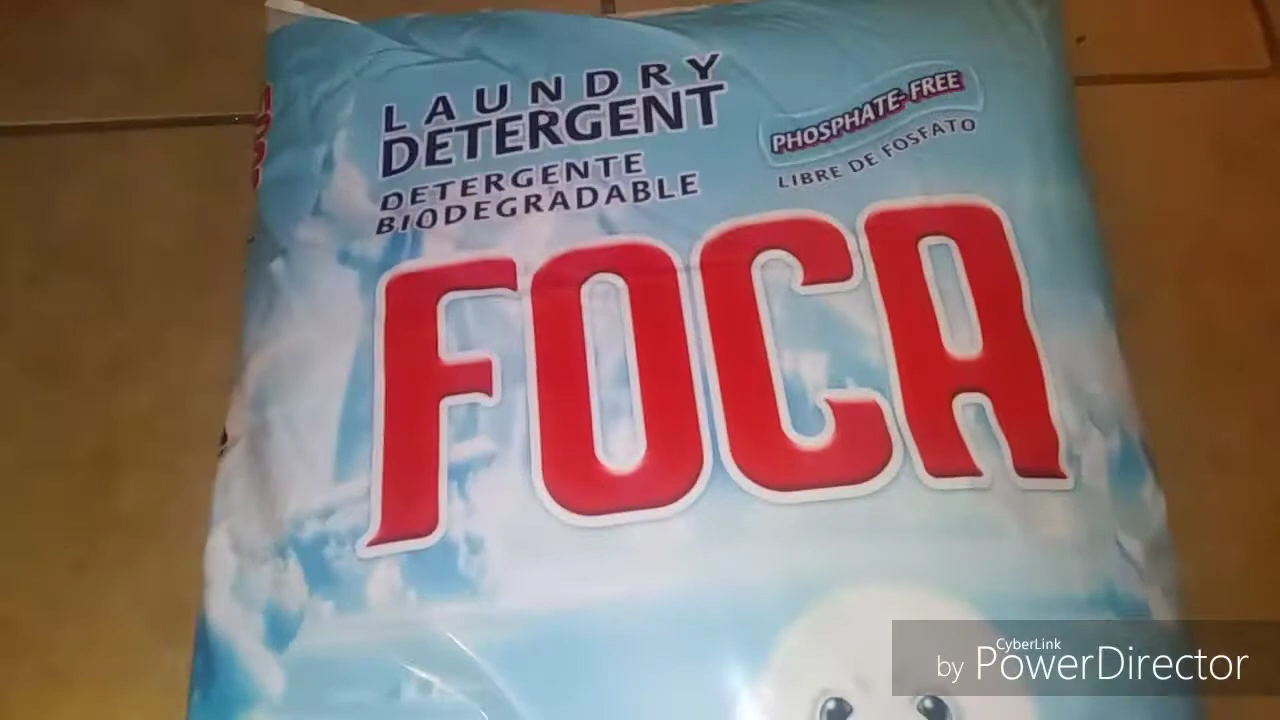 LAUNDRY
DETERGENT
DETERGENTE
BIODEGRADABLE
PHOSPHATE-FREE
LIBRE DE FOSFATO
FOCA
CyberLink
by PowerDirector